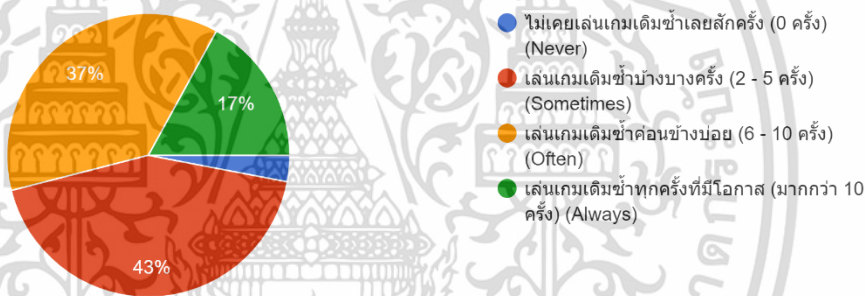 37%
17%
43%
ไม่เคยเล่นเกมเดิมซ้ำเลยสักครั้ง (0 ครั้ง)
(Never)
เล่นเกมเดิมซ้ำบ้างบางครั้ง (2 - 5 ครั้ง)
(Sometimes)
เล่นเกมเดิมซ้ำค่อนข้างบ่อย (6 - 10 ครั้ง)
(Often)
เล่นเกมเดิมซ้ำทุกครั้งที่มีโอกาส (มากกว่า 10
ครั้ง) (Always)